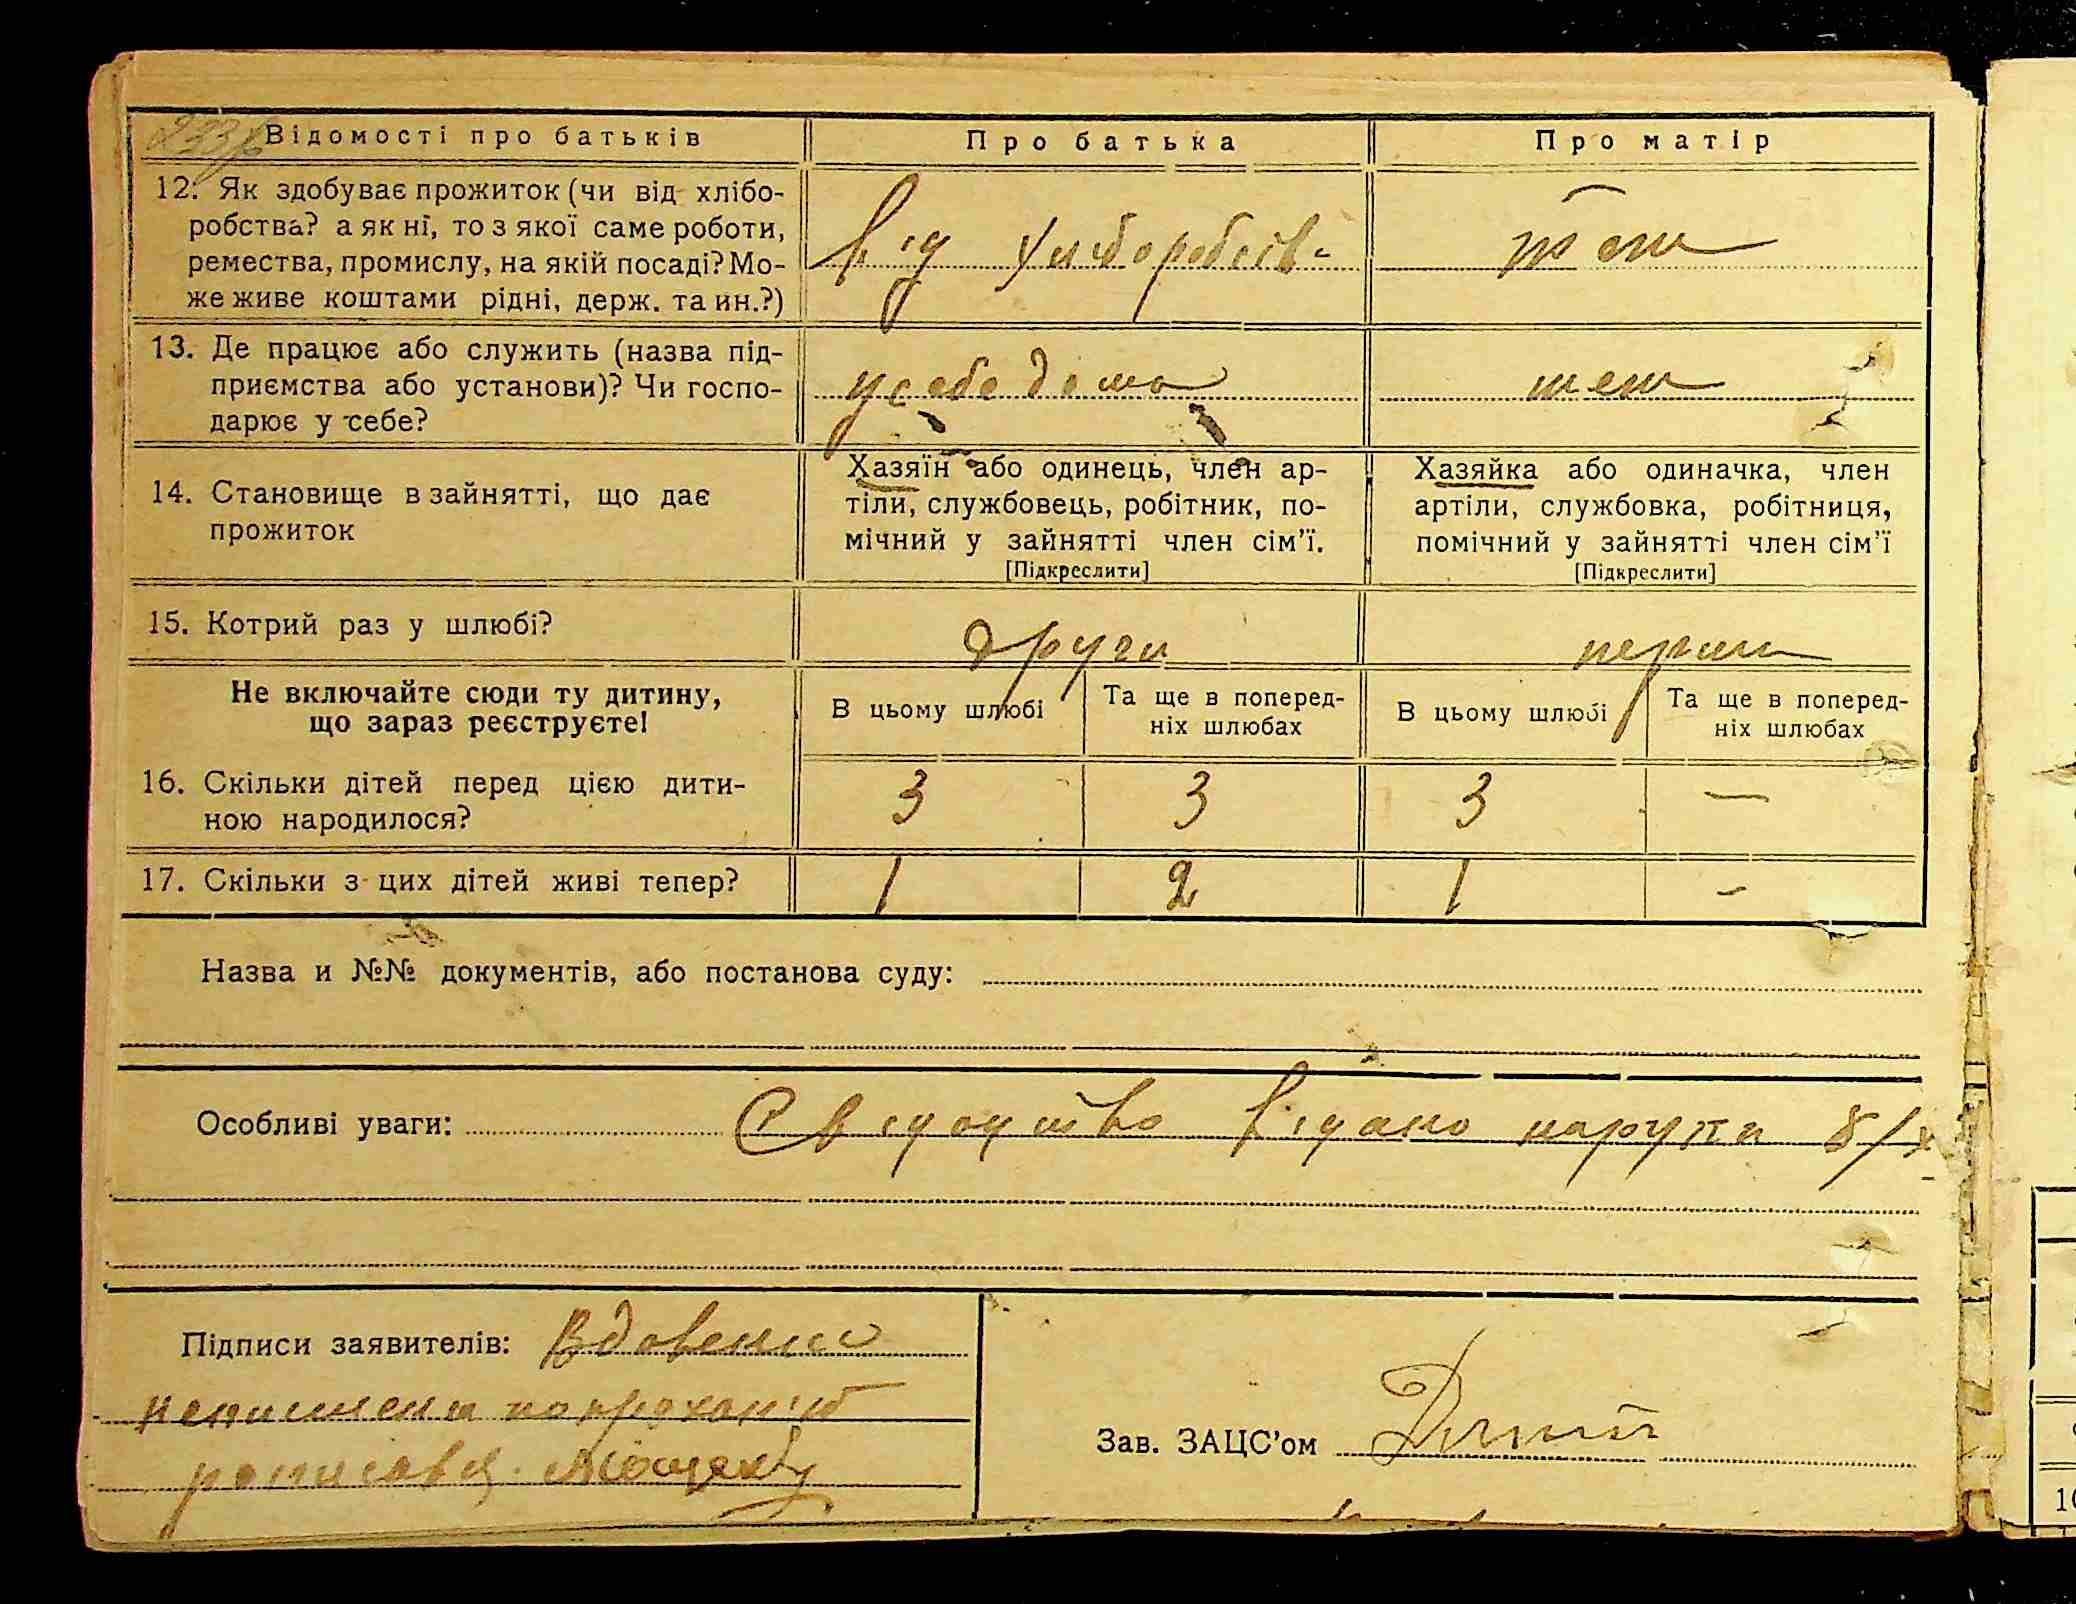 Відомості про батьків
Про батька
Про матір
12. Як здобуває прожиток (чи від хлібо-
робства? а як ні, то з якої саме роботи,
ремества, промислу, на якій посаді? Мо-
же живе коштами рідні, держ. та ин.?)
від хліборобств
теж
13. Де працює або служить (назва під-
приємства або установи)? Чи госпо-
дарює у себе?
у себе дома
теж
14. Становище в зайнятті, що дає
прожиток
Хазяїн або одинець, член ар-
тіли, службовець, робітник, по-
мічний у зайнятті член сім'ї.
[Підкреслити]
Хазяйка або одиначка, член
артіли, службовка, робітниця,
помічний у зайнятті член сім'ї
[Підкреслити]
15. Котрий раз у шлюбі?
други
перши
Не включайте сюди ту дитину,
що зараз реєструєте!
В цьому шлюбі
Та ще в поперед-
ніх шлюбах
В цьому шлюбі
Та ще в поперед-
ніх шлюбах
16. Скільки дітей перед цією дити-
ною народилося?
3
3
3
—
17. Скільки з цих дітей живі тепер?
1
2
1
-
Назва и №№ документів, або постанова суду:
Особливі уваги: Свідоцтво видано на руки
Підписи заявителів: Вдовенко
Зав. ЗАЦС'ом
10